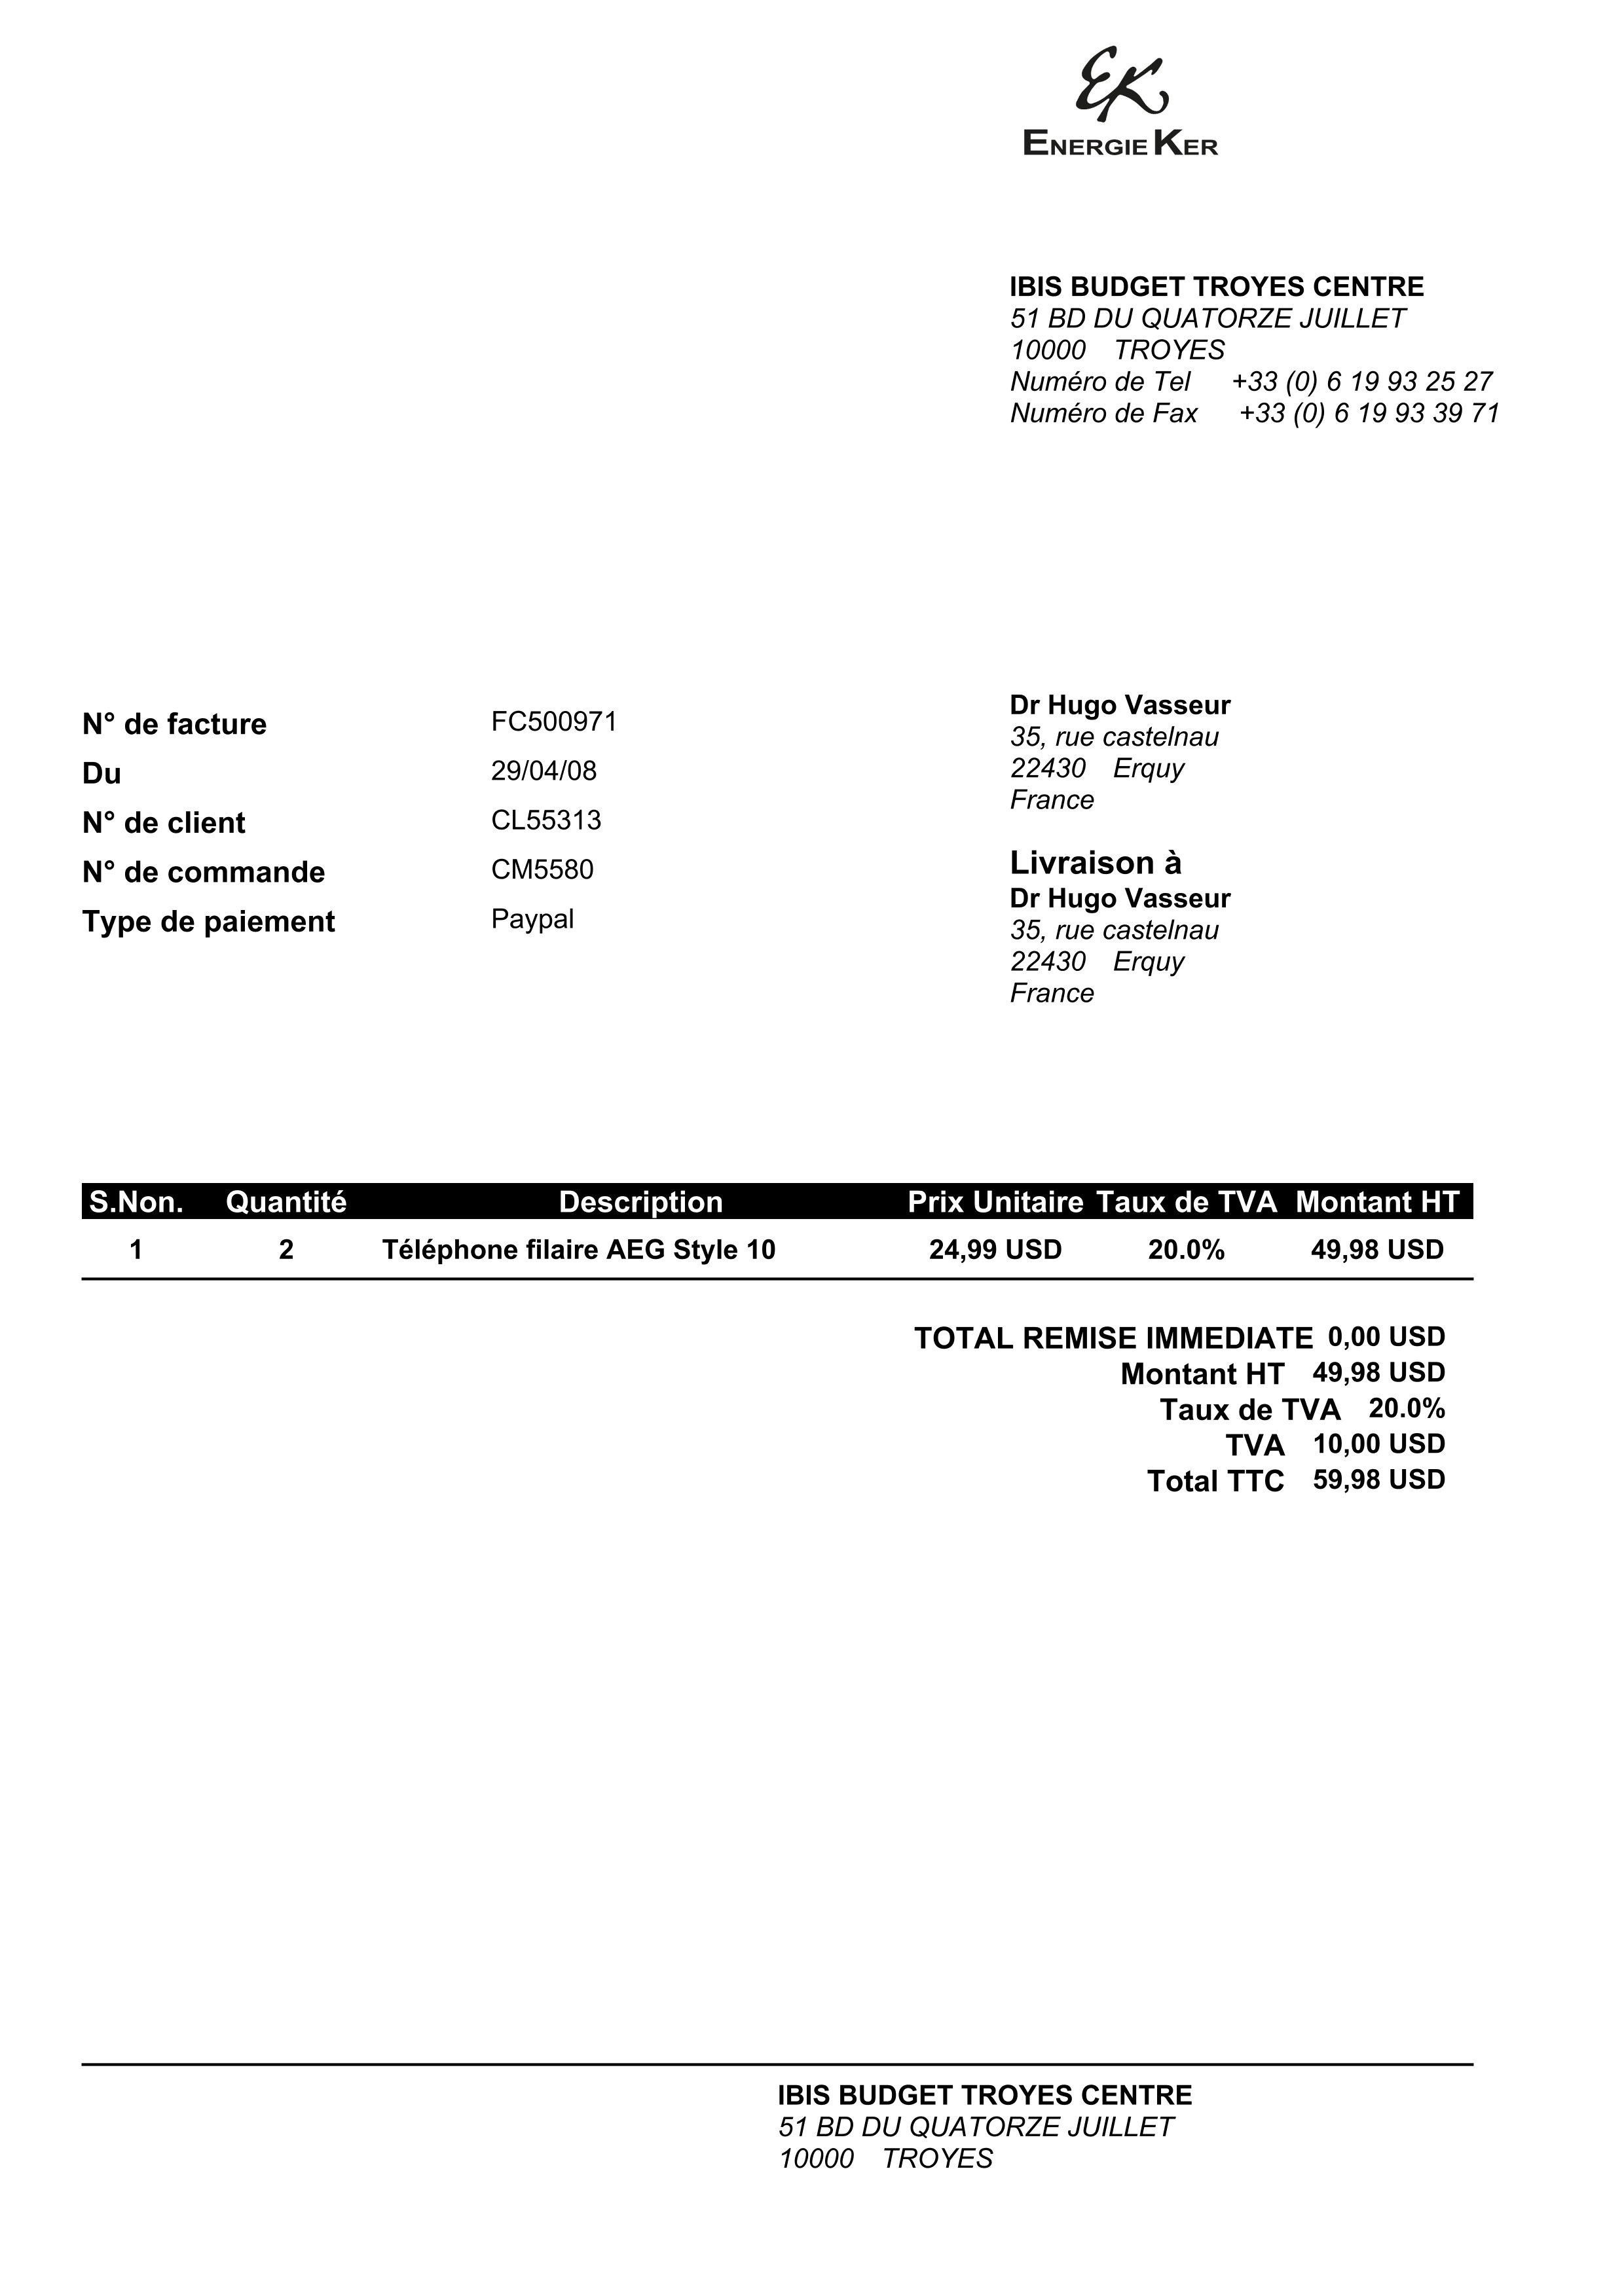 EK
ENERGIE KER
IBIS BUDGET TROYES CENTRE
51 BD DU QUATORZE JUILLET
10000 TROYES
Numéro de Tel +33 (0) 6 19 93 25 27
Numéro de Fax +33 (0) 6 19 93 39 71
N° de facture FC500971
Du 29/04/08
N° de client CL55313
N° de commande CM5580
Type de paiement Paypal
Dr Hugo Vasseur
35, rue castelnau
22430 Erquy
France
Livraison à
Dr Hugo Vasseur
35, rue castelnau
22430 Erquy
France
S.Non. Quantité Description Prix Unitaire Taux de TVA Montant HT
1 2 Téléphone filaire AEG Style 10 24,99 USD 20.0% 49,98 USD
TOTAL REMISE IMMEDIATE 0,00 USD
Montant HT 49,98 USD
Taux de TVA 20.0%
TVA 10,00 USD
Total TTC 59,98 USD
IBIS BUDGET TROYES CENTRE
51 BD DU QUATORZE JUILLET
10000 TROYES